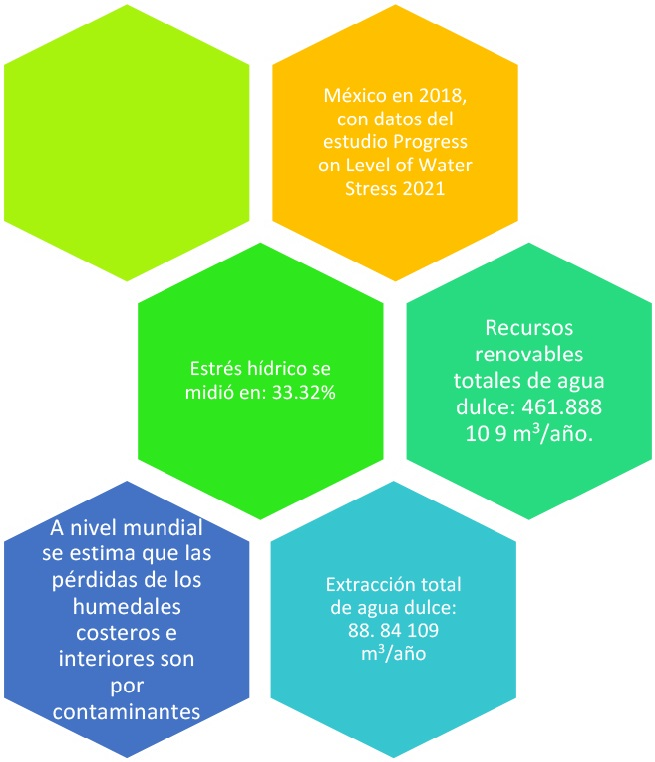 México en 2018,
con datos del
estudio Progress
on Level of Water
Stress 2021
Estrés hídrico se
midió en: 33.32%
Recursos
renovables
totales de agua
dulce: 461.888
10 9 m³/año.
A nivel mundial
se estima que las
pérdidas de los
humedales
costeros e
interiores son
por
contaminantes
Extracción total
de agua dulce:
88. 84 109
m³/año